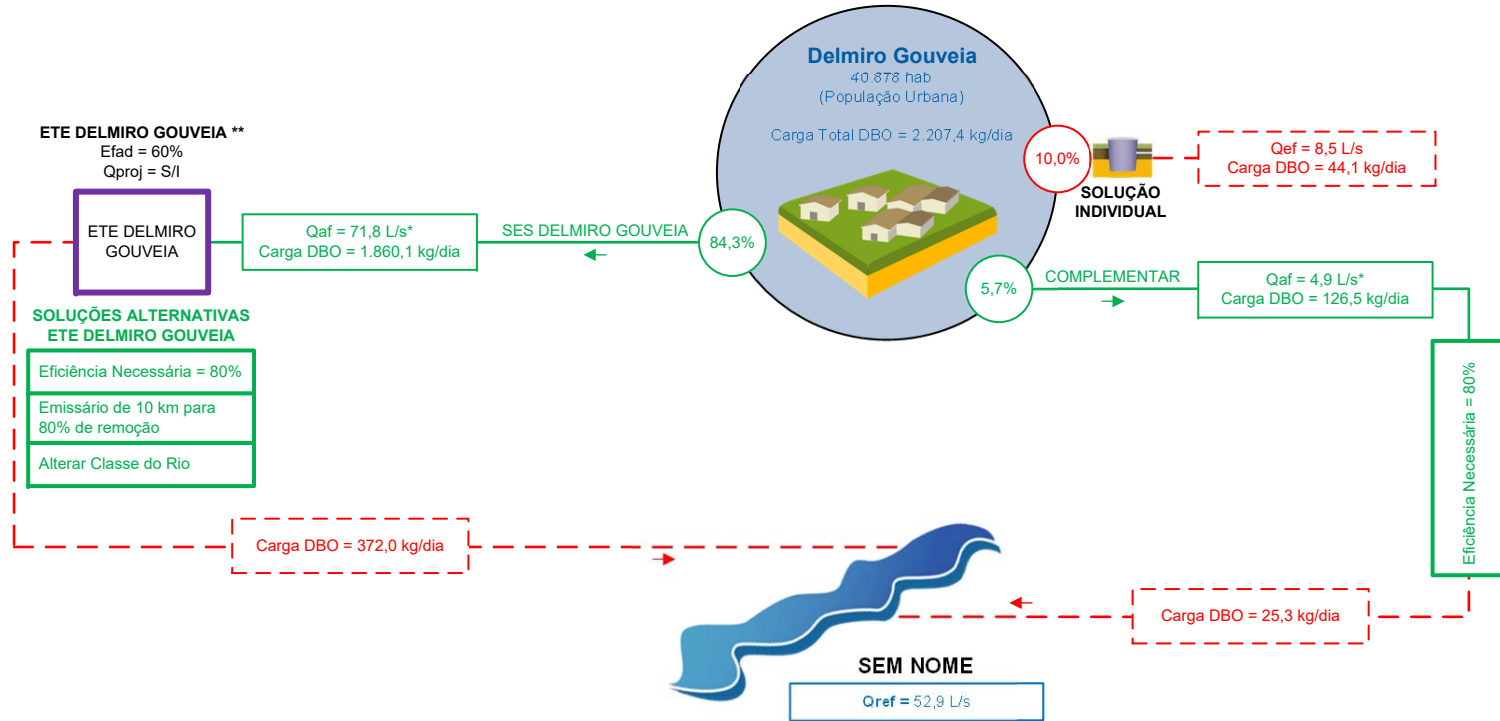 Delmiro Gouveia
40.878 hab
(População Urbana)
Carga Total DBO = 2.207,4 kg/dia
10,0%
SOLUÇÃO
INDIVIDUAL
Qef = 8,5 L/s
Carga DBO = 44,1 kg/dia
ETE DELMIRO GOUVEIA **
Efad = 60%
Qproj = S/I
ETE DELMIRO
GOUVEIA
Qaf = 71,8 L/s*
Carga DBO = 1.860,1 kg/dia
SES DELMIRO GOUVEIA
84,3%
5,7%
COMPLEMENTAR
Qaf = 4,9 L/s*
Carga DBO = 126,5 kg/dia
SOLUÇÕES ALTERNATIVAS
ETE DELMIRO GOUVEIA
Eficiência Necessária = 80%
Emissário de 10 km para
80% de remoção
Alterar Classe do Rio
Eficiência Necessária = 80%
Carga DBO = 372,0 kg/dia
Carga DBO = 25,3 kg/dia
SEM NOME
Qref = 52,9 L/s